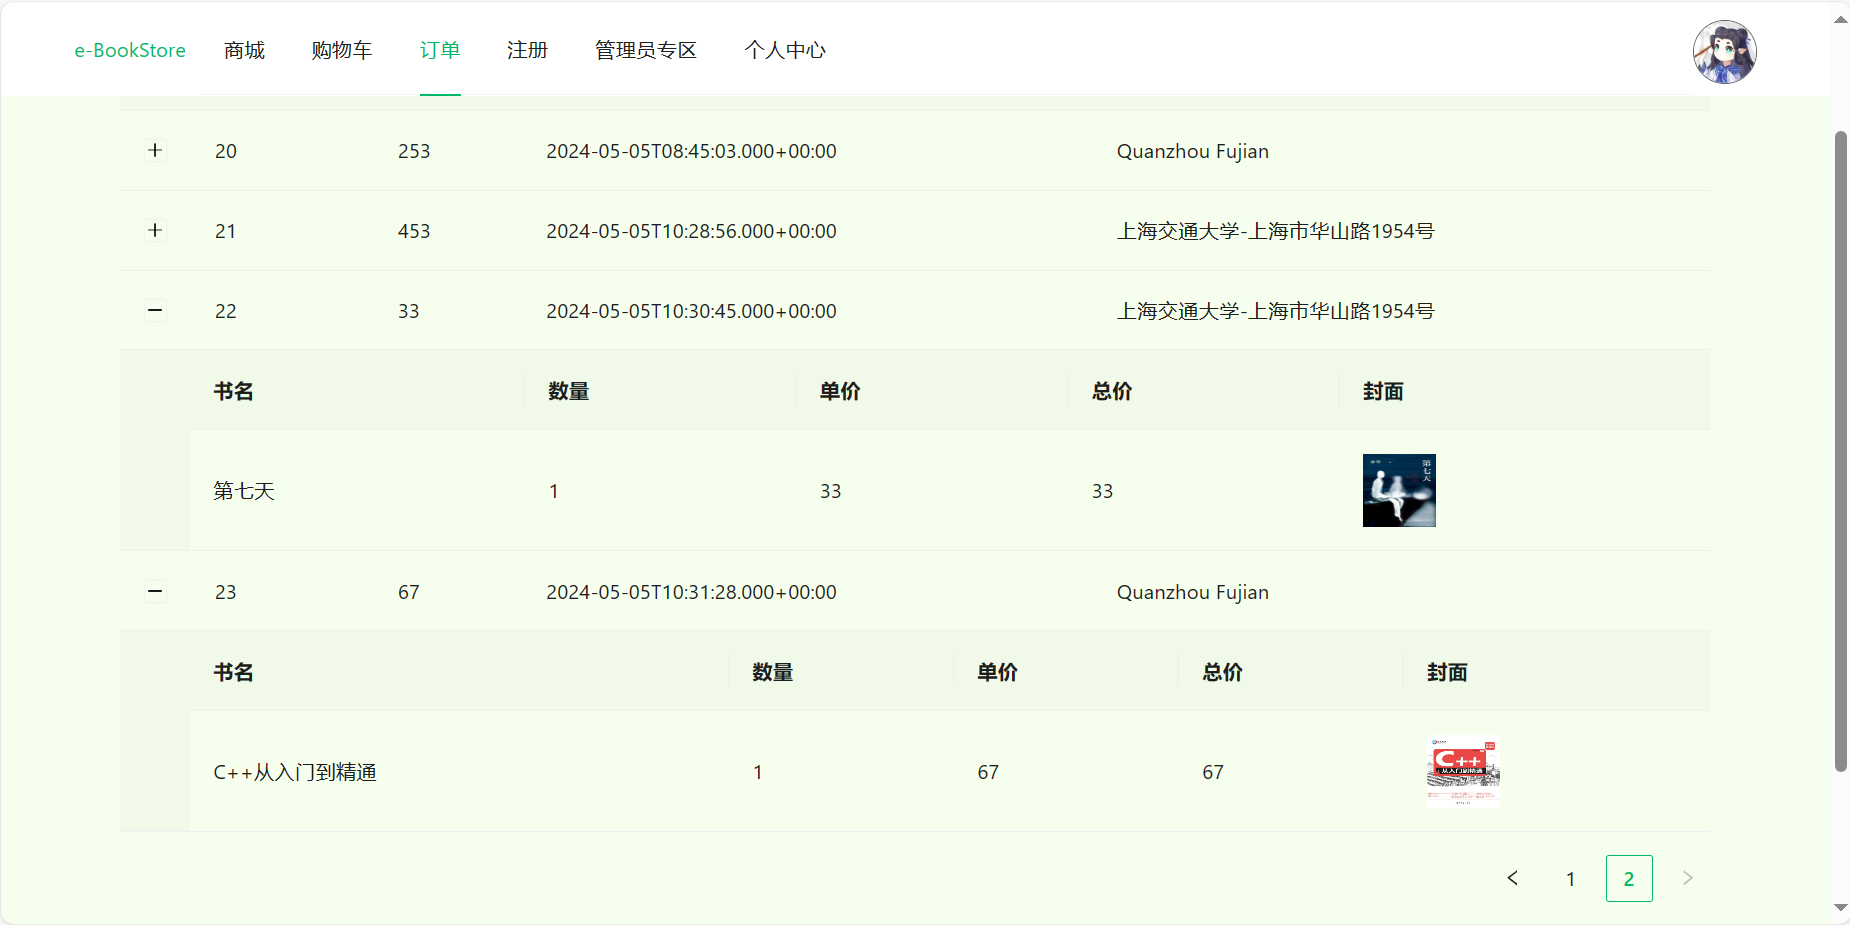 e-BookStore 商城 购物车 订单 注册 管理员专区 个人中心
20 253 2024-05-05T08:45:03.000+00:00 Quanzhou Fujian
21 453 2024-05-05T10:28:56.000+00:00 上海交通大学-上海市华山路1954号
22 33 2024-05-05T10:30:45.000+00:00 上海交通大学-上海市华山路1954号
书名 数量 单价 总价 封面
第七天 1 33 33
第七天
23 67 2024-05-05T10:31:28.000+00:00 Quanzhou Fujian
书名 数量 单价 总价 封面
C++从入门到精通 1 67 67
C++
从入门到精通
1 2